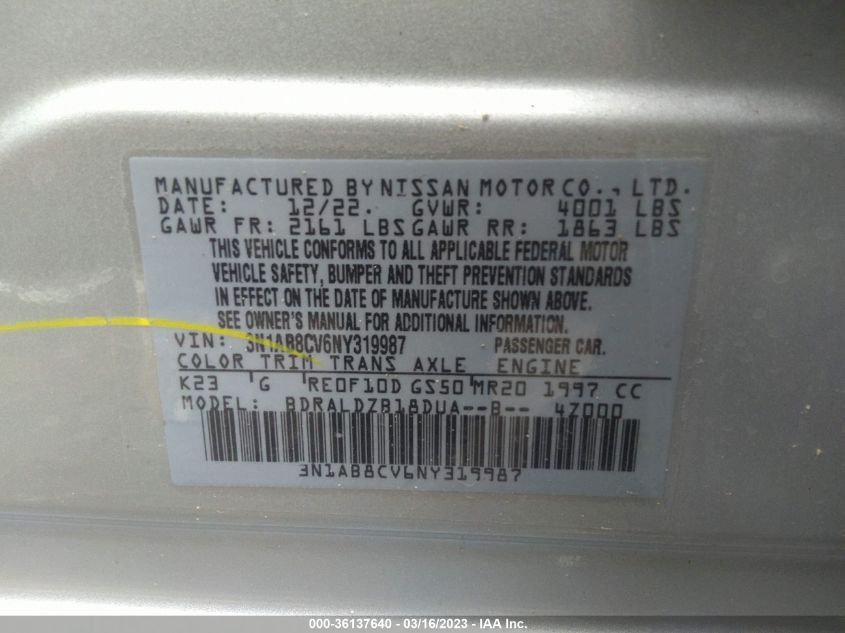 MANUFACTURED BY NISSAN MOTOR CO., LTD.
DATE: 12/22. GVWR: 4001 LBS
GAWR FR: 2161 LBS GAWR RR: 1863 LBS
THIS VEHICLE CONFORMS TO ALL APPLICABLE FEDERAL MOTOR
VEHICLE SAFETY, BUMPER AND THEFT PREVENTION STANDARDS
IN EFFECT ON THE DATE OF MANUFACTURE SHOWN ABOVE.
SEE OWNER'S MANUAL FOR ADDITIONAL INFORMATION.
VIN: 3N1AB8CV6NY319987 PASSENGER CAR.
COLOR TRIM TRANS AXLE ENGINE
K23 G RE0F10D GS50 MR20 1997 CC
MODEL: BDRALDZB18DUA--B-- 47000
3N1AB8CV6NY319987
000-36137640 - 03/16/2023 - IAA Inc.